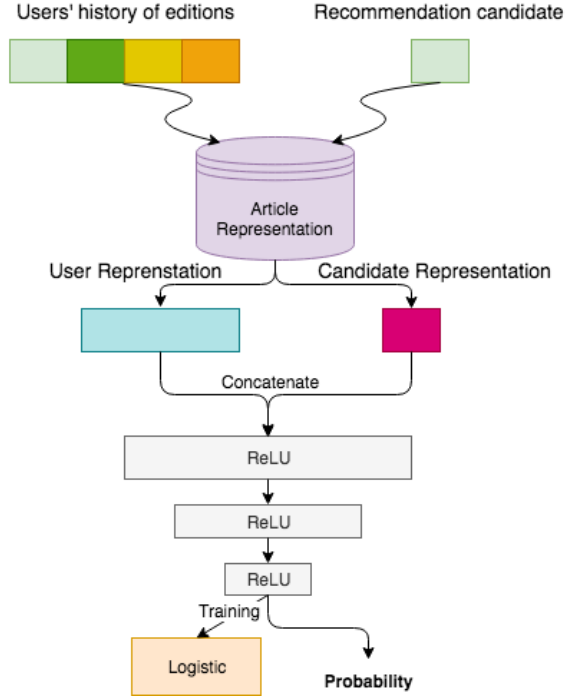 Users' history of editions
Recommendation candidate
Article
Representation
User Reprenstation
Candidate Representation
Concatenate
ReLU
ReLU
ReLU
Training
Logistic
Probability